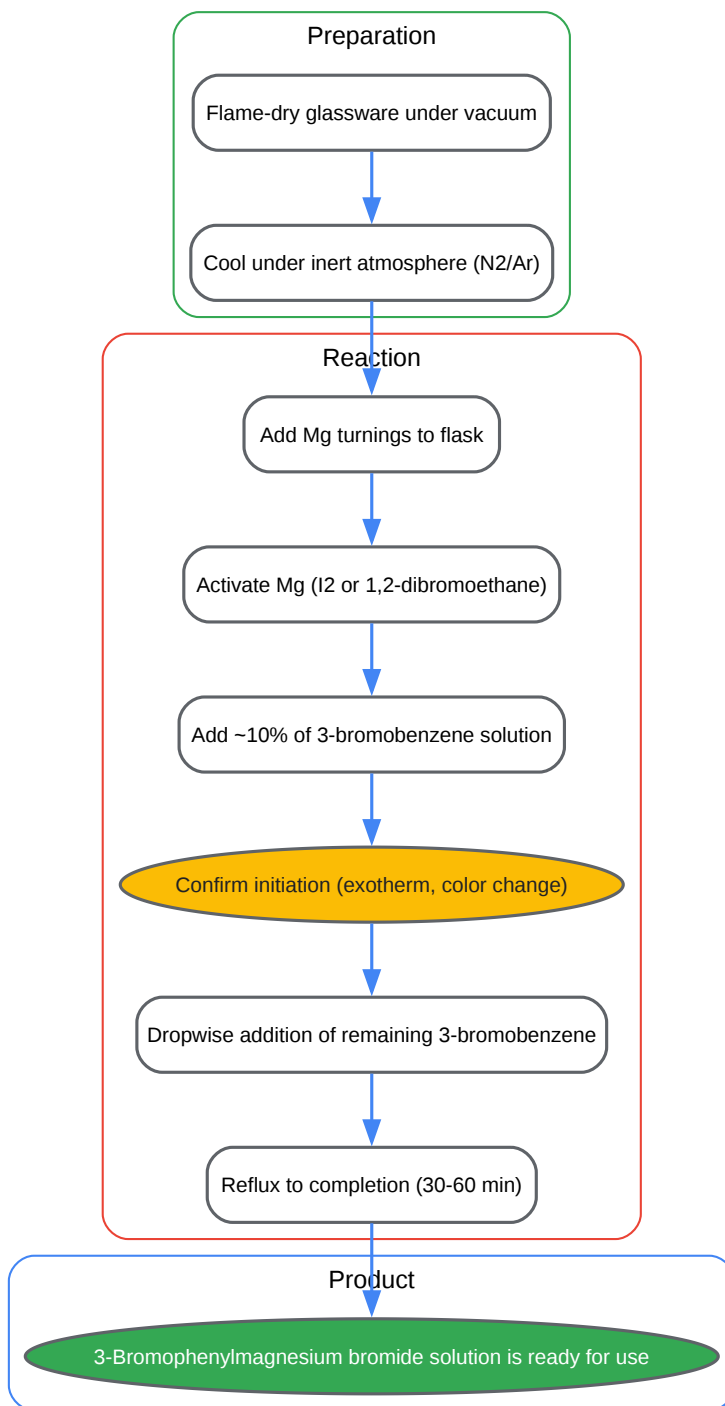 Preparation
Flame-dry glassware under vacuum
Cool under inert atmosphere (N2/Ar)
Reaction
Add Mg turnings to flask
Activate Mg (I2 or 1,2-dibromoethane)
Add ~10% of 3-bromobenzene solution
Confirm initiation (exotherm, color change)
Dropwise addition of remaining 3-bromobenzene
Reflux to completion (30-60 min)
Product
3-Bromophenylmagnesium bromide solution is ready for use